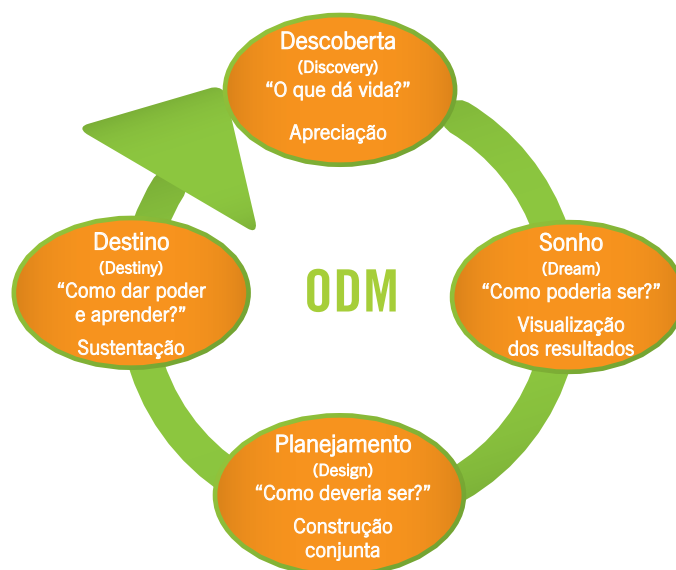 Descoberta
(Discovery)
“O que dá vida?”
Apreciação
Destino
(Destiny)
“Como dar poder
e aprender?”
Sustentação
ODM
Sonho
(Dream)
“Como poderia ser?”
Visualização
dos resultados
Planejamento
(Design)
“Como deveria ser?”
Construção
conjunta